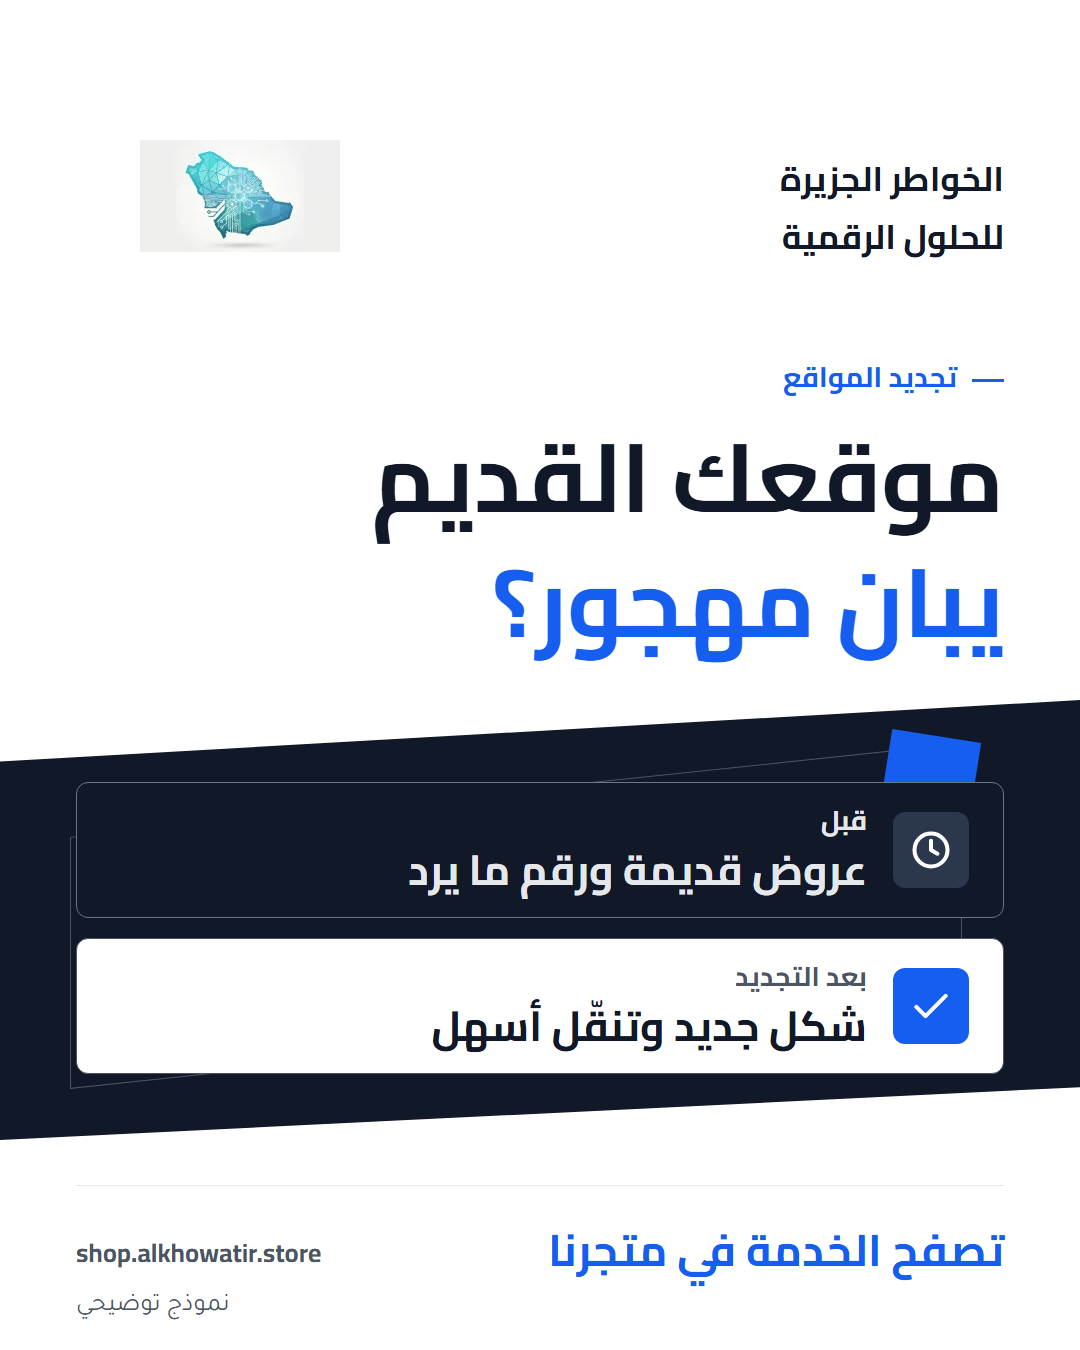 الخواطر الجزيرة
للحلول الرقمية
تجديد المواقع
موقعك القديم
يبان مهجور؟
قبل
عروض قديمة ورقم ما يرد
بعد التجديد
شكل جديد وتنقّل أسهل
تصفح الخدمة في متجرنا
shop.alkhowatir.store
نموذج توضيحي